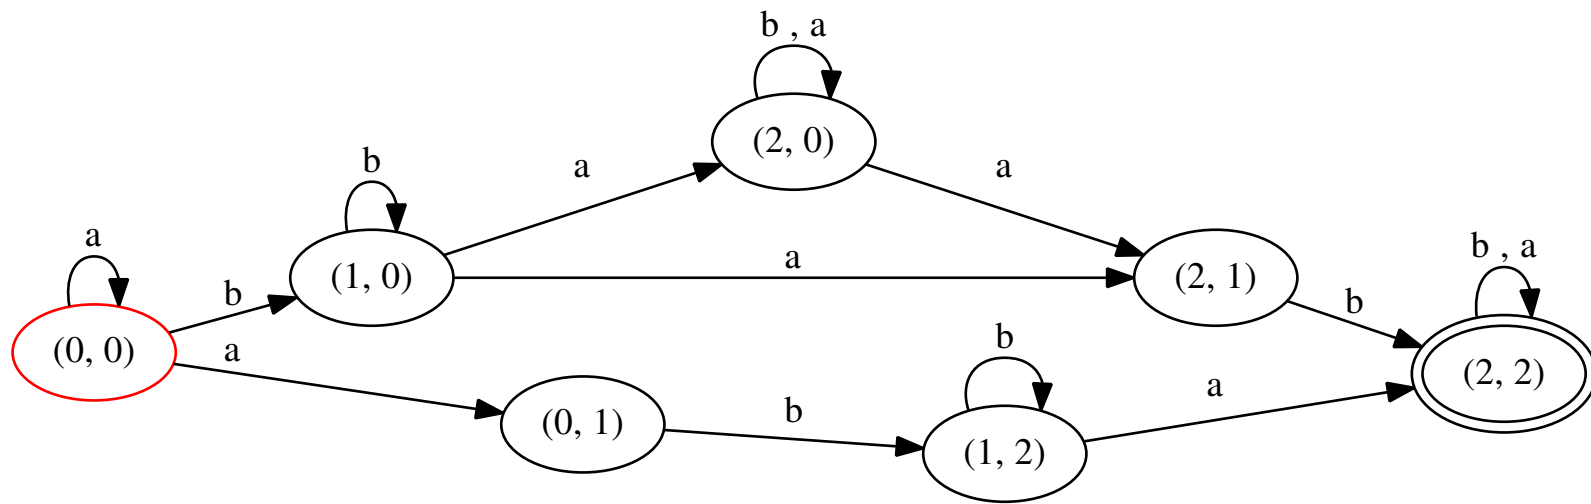 b , a
(2, 0)
b
a
a
(1, 0)
a
(2, 1)
b , a
a
b
b
(0, 0)
a
(2, 2)
b
a
(0, 1)
b
(1, 2)